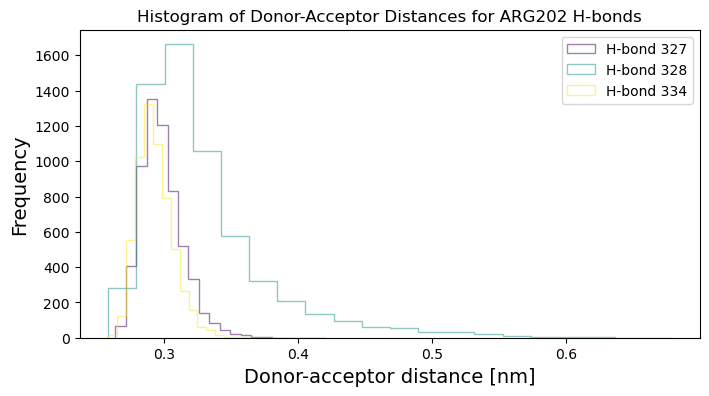 Histogram of Donor-Acceptor Distances for ARG202 H-bonds
H-bond 327
H-bond 328
H-bond 334
Frequency
1600
1400
1200
1000
800
600
400
200
0
0.3 0.4 0.5 0.6
Donor-acceptor distance [nm]